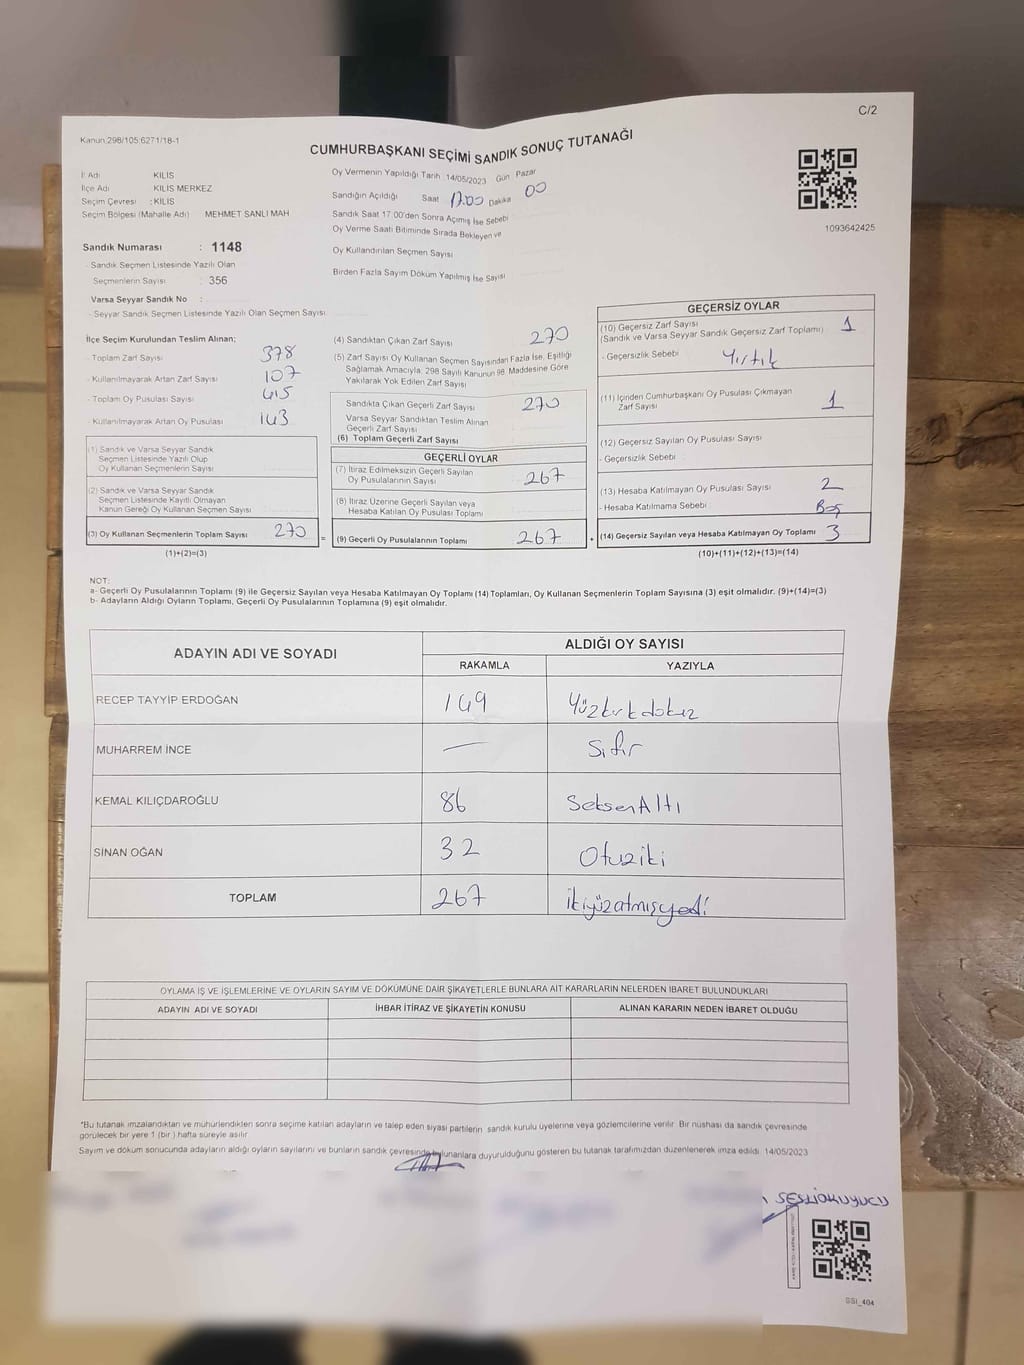 C/2
Kanun 298/105:6271/18-1
CUMHURBAŞKANI SEÇİMİ SANDIK SONUÇ TUTANAĞI
İl Adı KİLİS
İlçe Adı KİLİS MERKEZ
Seçim Çevresi : KİLİS
Seçim Bölgesi (Mahalle Adı) MEHMET SANLI MAH
Sandık Numarası : 1148
- Sandık Seçmen Listesinde Yazılı Olan
Seçmenlerin Sayısı : 356
Varsa Seyyar Sandık No :
- Seyyar Sandık Seçmen Listesinde Yazılı Olan Seçmen Sayısı
Oy Vermenin Yapıldığı Tarih 14/05/2023 Gün Pazar
Sandığın Açıldığı Saat 17:00 Dakika 00
Sandık Saat 17:00'den Sonra Açımış İse Sebebi
Oy Verme Saati Bitiminde Sırada Bekleyen ve
Oy Kullandırılan Seçmen Sayısı
Birden Fazla Sayım Döküm Yapılmış İse Sayısı
1093642425
İlçe Seçim Kurulundan Teslim Alınan;
- Toplam Zarf Sayısı 378
- Kullanılmayarak Artan Zarf Sayısı 107
- Toplam Oy Pusulası Sayısı 415
- Kullanılmayarak Artan Oy Pusulası 143
(1) Sandık ve Varsa Seyyar Sandık
Seçmen Listesinde Yazılı Olup
Oy Kullanan Seçmenlerin Sayısı
(2) Sandık ve Varsa Seyyar Sandık
Seçmen Listesinde Kayıtlı Olmayan
Kanun Gereği Oy Kullanan Seçmen Sayısı
(3) Oy Kullanan Seçmenlerin Toplam Sayısı 270
(1)+(2)=(3)
(4) Sandıktan Çıkan Zarf Sayısı 270
(5) Zarf Sayısı Oy Kullanan Seçmen Sayısından Fazla İse, Eşitliği
Sağlamak Amacıyla, 298 Sayılı Kanunun 98. Maddesine Göre
Yakılarak Yok Edilen Zarf Sayısı
Sandıkta Çıkan Geçerli Zarf Sayısı 270
Varsa Seyyar Sandıktan Teslim Alınan
Geçerli Zarf Sayısı
(6) Toplam Geçerli Zarf Sayısı
GEÇERLİ OYLAR
(7) İtiraz Edilmeksizin Geçerli Sayılan
Oy Pusulalarının Sayısı 267
(8) İtiraz Üzerine Geçerli Sayılan veya
Hesaba Katılan Oy Pusulası Toplamı
= (9) Geçerli Oy Pusulalarının Toplamı 267 +
GEÇERSİZ OYLAR
(10) Geçersiz Zarf Sayısı
(Sandık ve Varsa Seyyar Sandık Geçersiz Zarf Toplamı) 1
- Geçersizlik Sebebi Yırtık
(11) İçinden Cumhurbaşkanı Oy Pusulası Çıkmayan
Zarf Sayısı 1
(12) Geçersiz Sayılan Oy Pusulası Sayısı
- Geçersizlik Sebebi
(13) Hesaba Katılmayan Oy Pusulası Sayısı 2
- Hesaba Katılmama Sebebi Boş
(14) Geçersiz Sayılan veya Hesaba Katılmayan Oy Toplamı 3
(10)+(11)+(12)+(13)=(14)
NOT:
a- Geçerli Oy Pusulalarının Toplamı (9) ile Geçersiz Sayılan veya Hesaba Katılmayan Oy Toplamı (14) Toplamları, Oy Kullanan Seçmenlerin Toplam Sayısına (3) eşit olmalıdır. (9)+(14)=(3)
b- Adayların Aldığı Oyların Toplamı, Geçerli Oy Pusulalarının Toplamına (9) eşit olmalıdır.
ADAYIN ADI VE SOYADI ALDIĞI OY SAYISI
RAKAMLA YAZIYLA
RECEP TAYYİP ERDOĞAN 149 Yüzkırkdokuz
MUHARREM İNCE — Sıfır
KEMAL KILIÇDAROĞLU 86 SeksenAltı
SİNAN OĞAN 32 Otuziki
TOPLAM 267 İkiyüzatmışyedi
OYLAMA İŞ VE İŞLEMLERİNE VE OYLARIN SAYIM VE DÖKÜMÜNE DAİR ŞİKAYETLERLE BUNLARA AİT KARARLARIN NELERDEN İBARET BULUNDUKLARI
ADAYIN ADI VE SOYADI İHBAR İTİRAZ VE ŞİKAYETİN KONUSU ALINAN KARARIN NEDEN İBARET OLDUĞU
*Bu tutanak imzalandıktan ve mühürlendikten sonra seçime katılan adayların ve talep eden siyasi partilerin sandık kurulu üyelerine veya gözlemcilerine verilir. Bir nüshası da sandık çevresinde
görülecek bir yere 1 (bir) hafta süreyle asılır.
Sayım ve döküm sonucunda adayların aldığı oyların sayılarını ve bunların sandık çevresinde bulunanlara duyurulduğunu gösteren bu tutanak tarafımızdan düzenlenerek imza edildi. 14/05/2023
SESLİOKUYUCU
SSİ_404